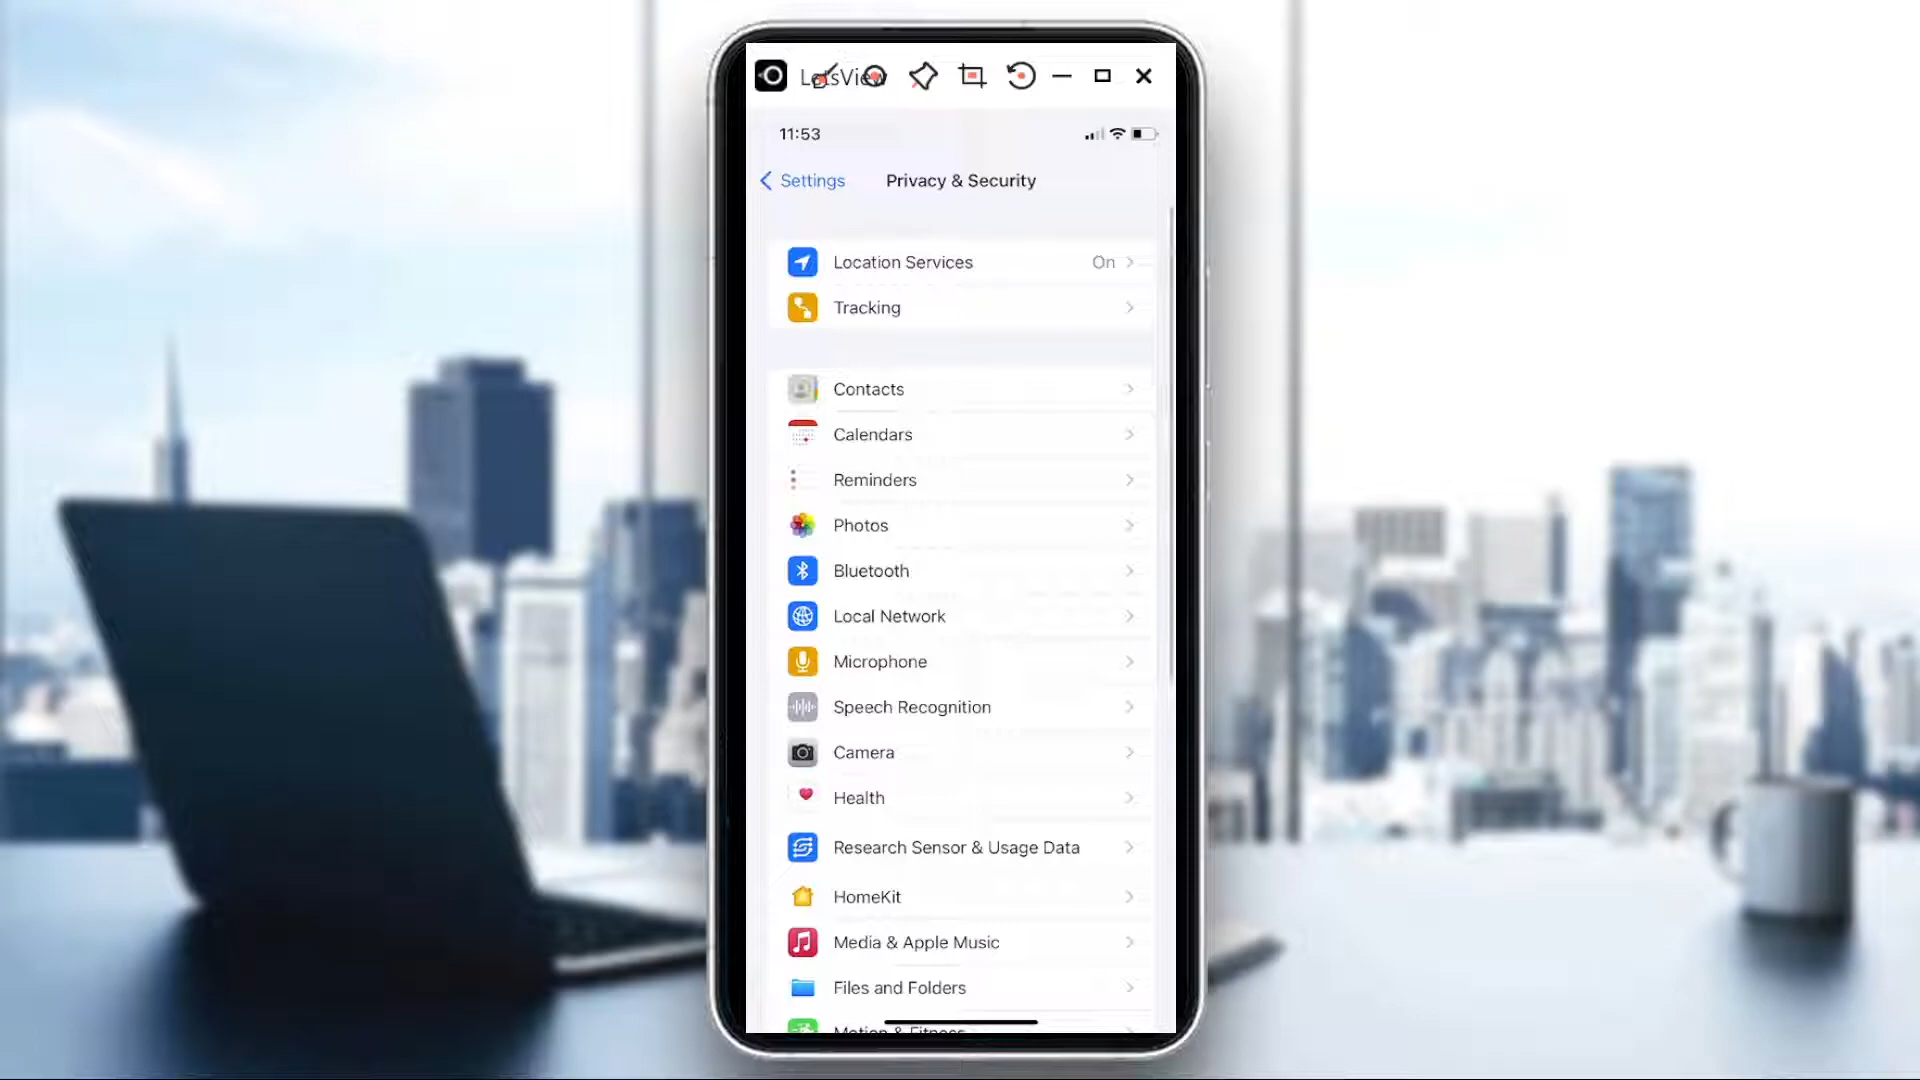 LetsView
11:53
Settings Privacy & Security
Location Services On
Tracking
Contacts
Calendars
Reminders
Photos
Bluetooth
Local Network
Microphone
Speech Recognition
Camera
Health
Research Sensor & Usage Data
HomeKit
Media & Apple Music
Files and Folders
Motion & Fitness